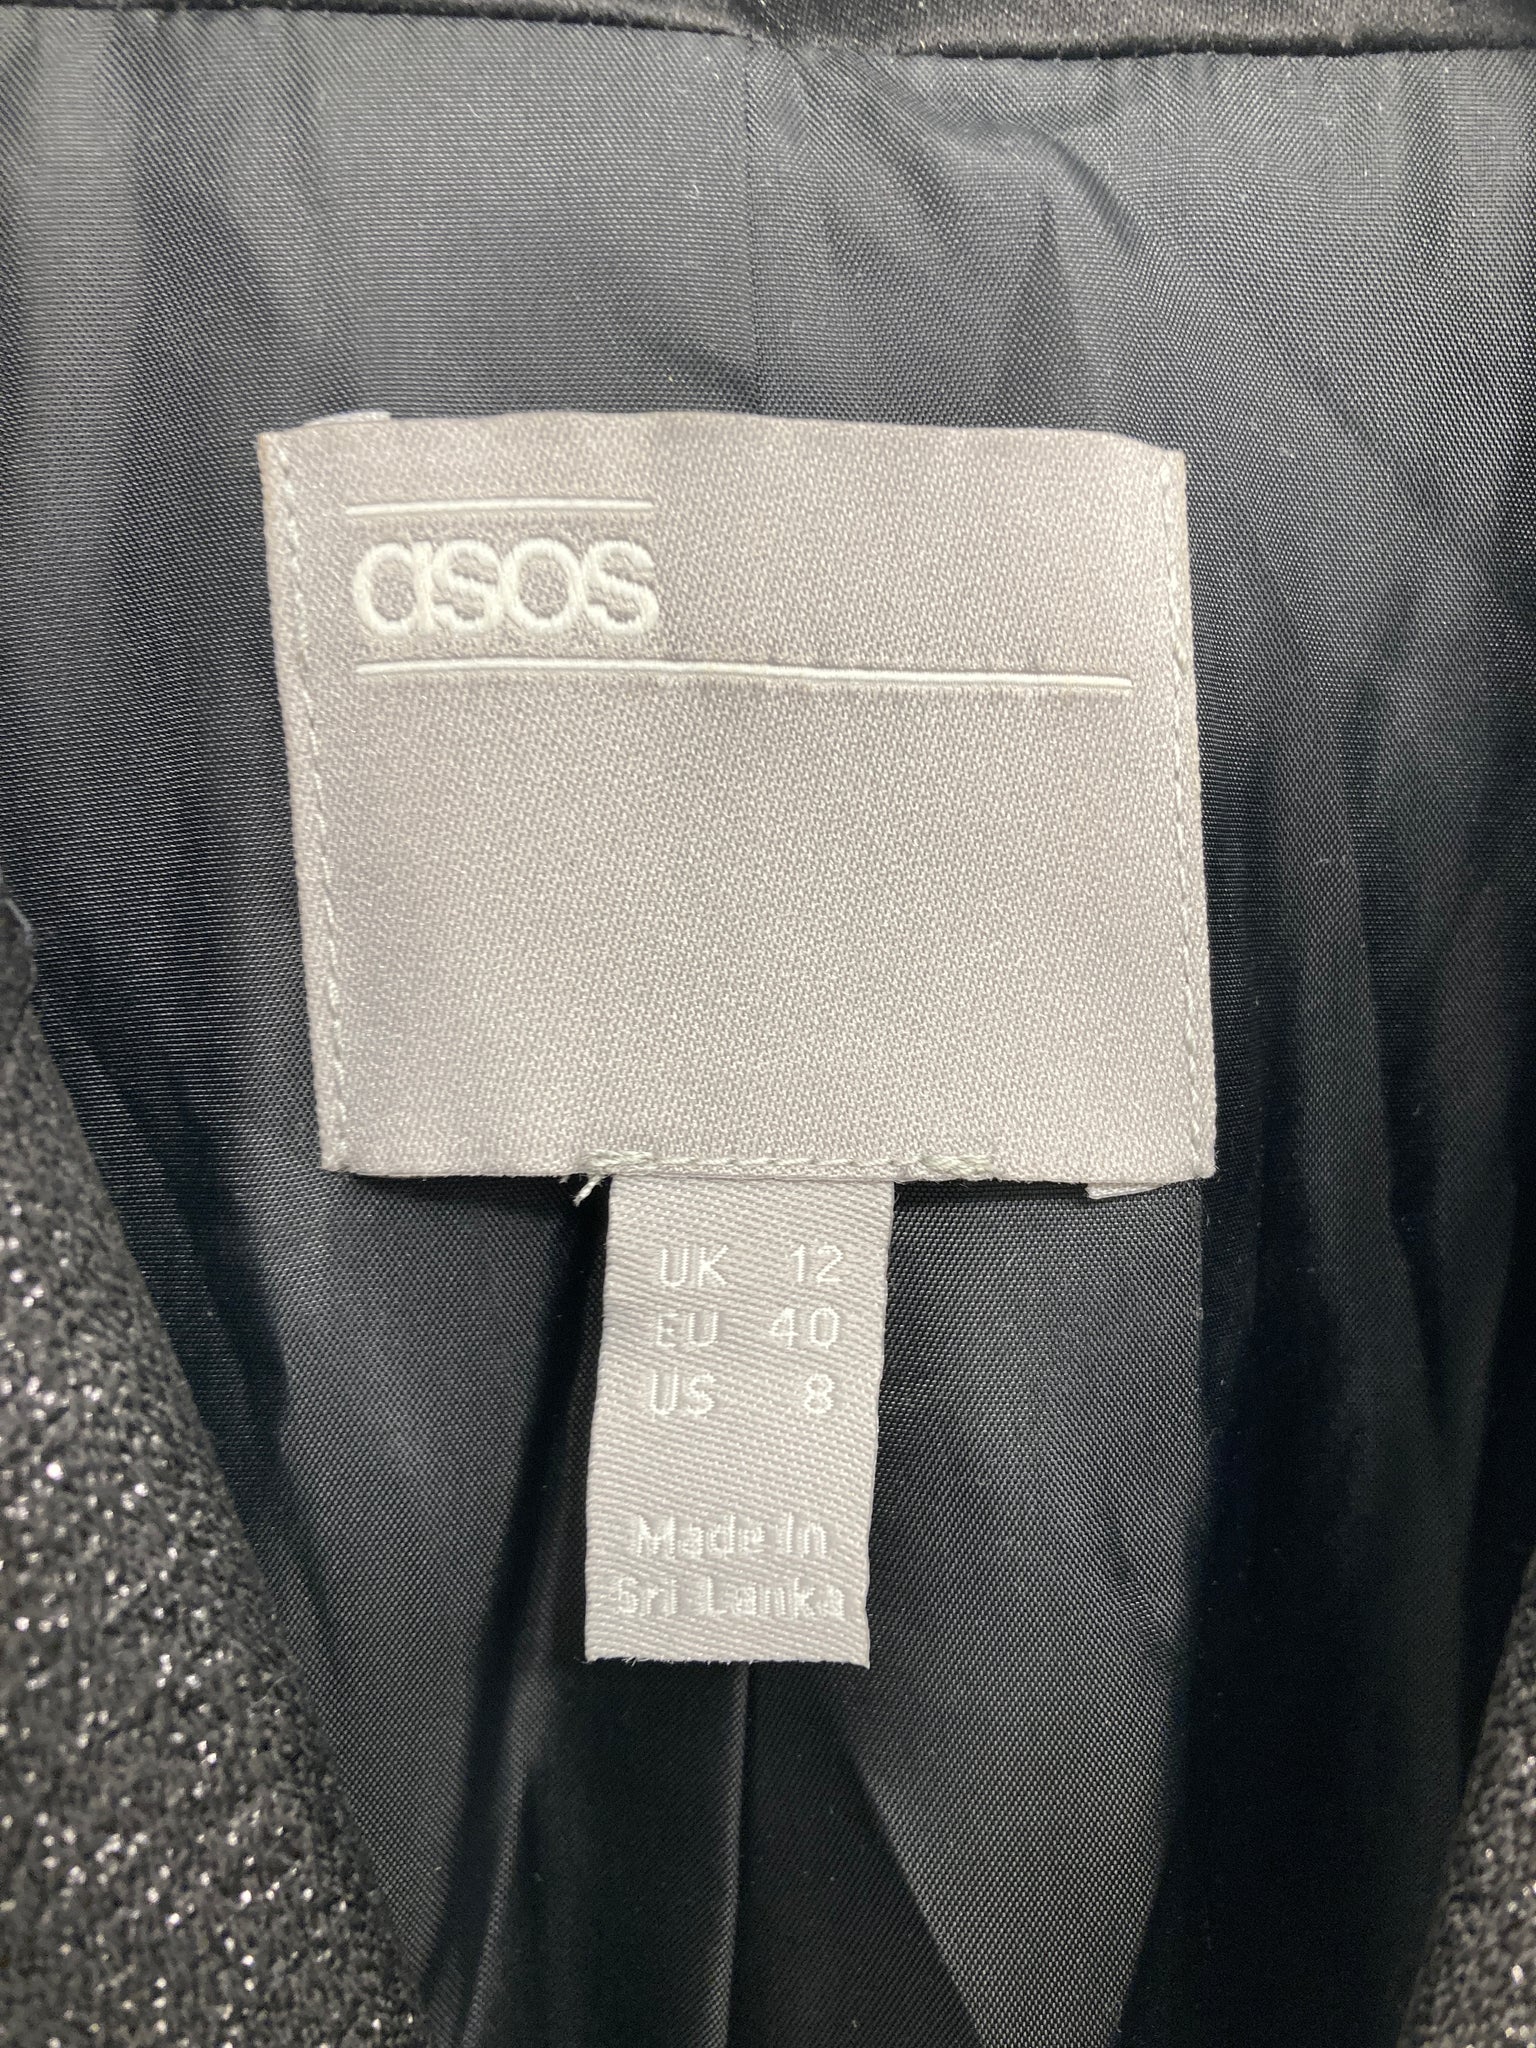 asos
UK 12
EU 40
US 8
Made In
Sri Lanka